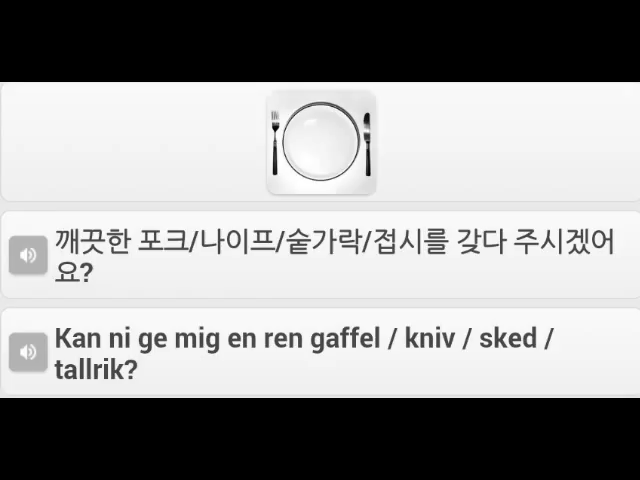 깨끗한 포크/나이프/숟가락/접시를 갖다 주시겠어
요?
Kan ni ge mig en ren gaffel / kniv / sked /
tallrik?